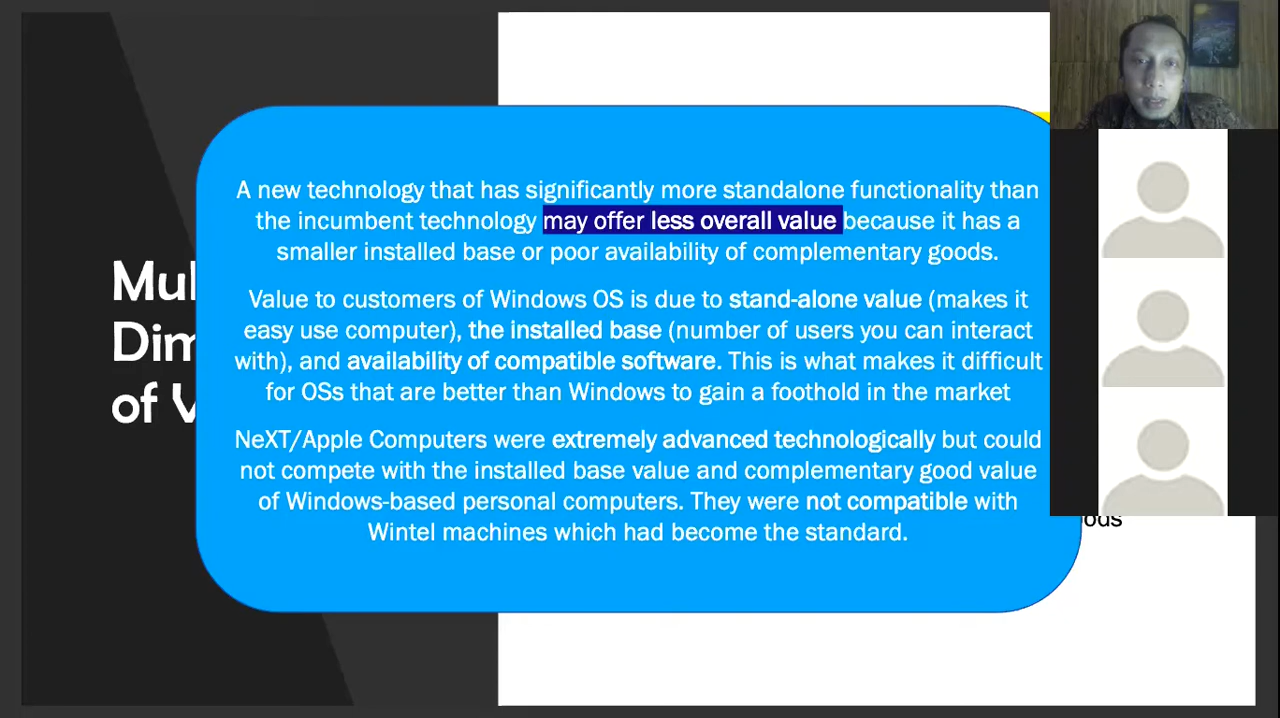 A new technology that has significantly more standalone functionality than
the incumbent technology may offer less overall value because it has a
smaller installed base or poor availability of complementary goods.
Value to customers of Windows OS is due to stand-alone value (makes it
easy use computer), the installed base (number of users you can interact
with), and availability of compatible software. This is what makes it difficult
for OSs that are better than Windows to gain a foothold in the market
NeXT/Apple Computers were extremely advanced technologically but could
not compete with the installed base value and complementary good value
of Windows-based personal computers. They were not compatible with
Wintel machines which had become the standard.